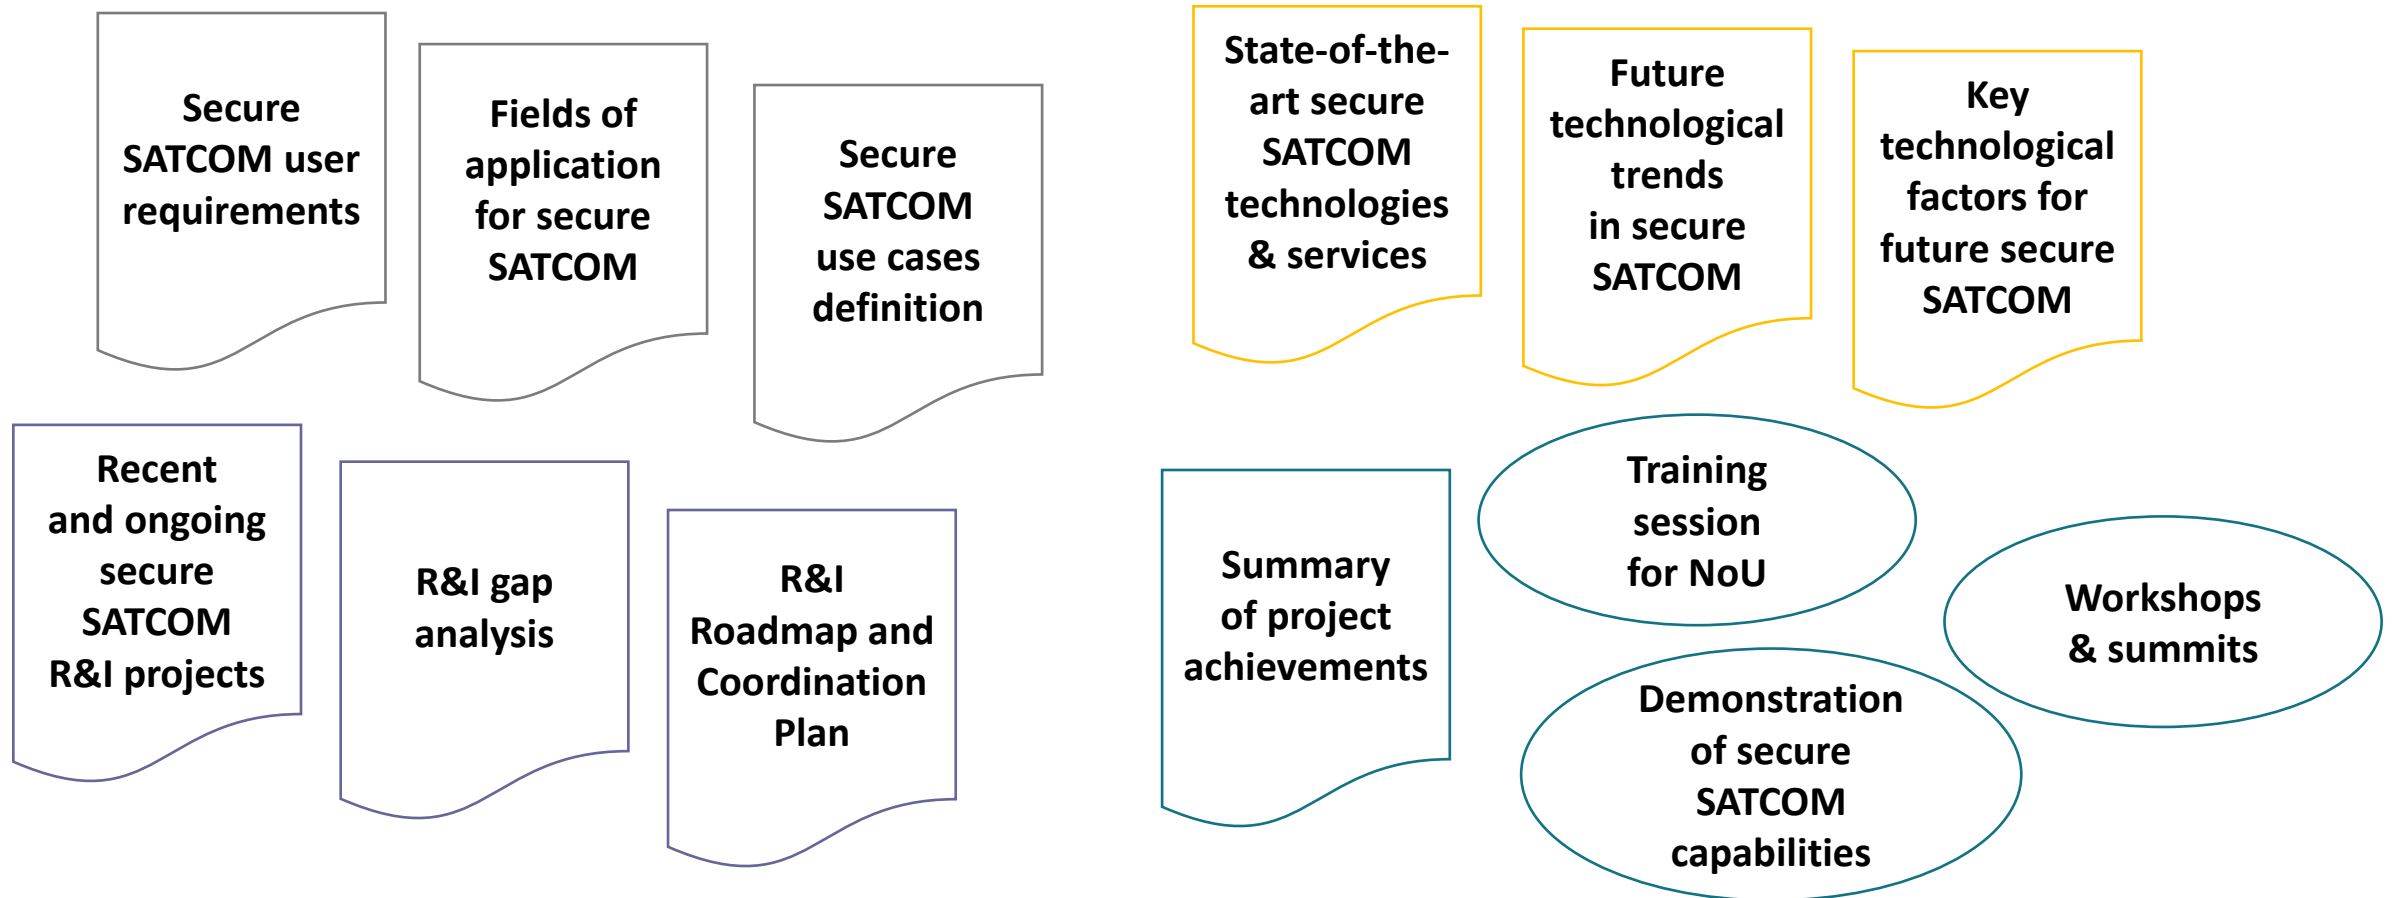 Secure
SATCOM user
requirements
Fields of
application
for secure
SATCOM
Secure
SATCOM
use cases
definition
State-of-the-
art secure
SATCOM
technologies
& services
Future
technological
trends
in secure
SATCOM
Key
technological
factors for
future secure
SATCOM
Recent
and ongoing
secure
SATCOM
R&I projects
R&I gap
analysis
R&I
Roadmap and
Coordination
Plan
Summary
of project
achievements
Training
session
for NoU
Workshops
& summits
Demonstration
of secure
SATCOM
capabilities